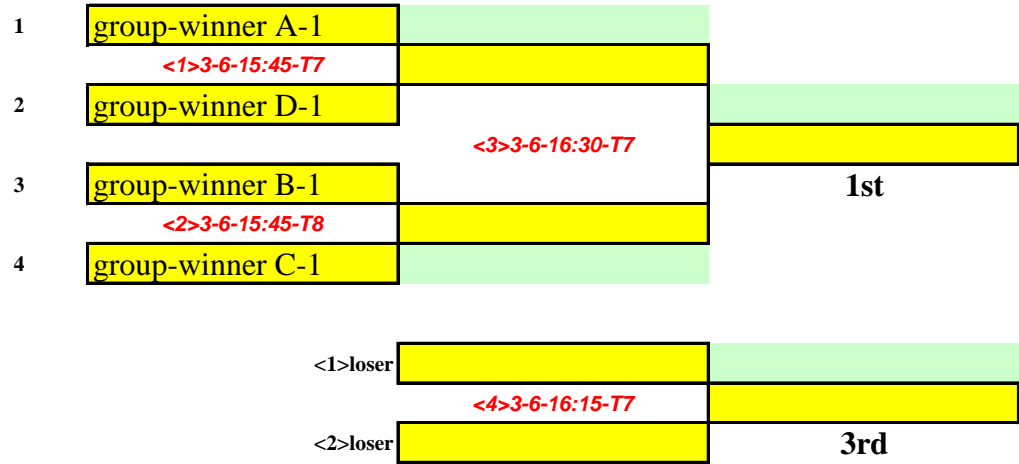 1 group-winner A-1
<1>3-6-15:45-T7
2 group-winner D-1
<3>3-6-16:30-T7
3 group-winner B-1 1st
<2>3-6-15:45-T8
4 group-winner C-1
<1>loser
<4>3-6-16:15-T7
<2>loser 3rd